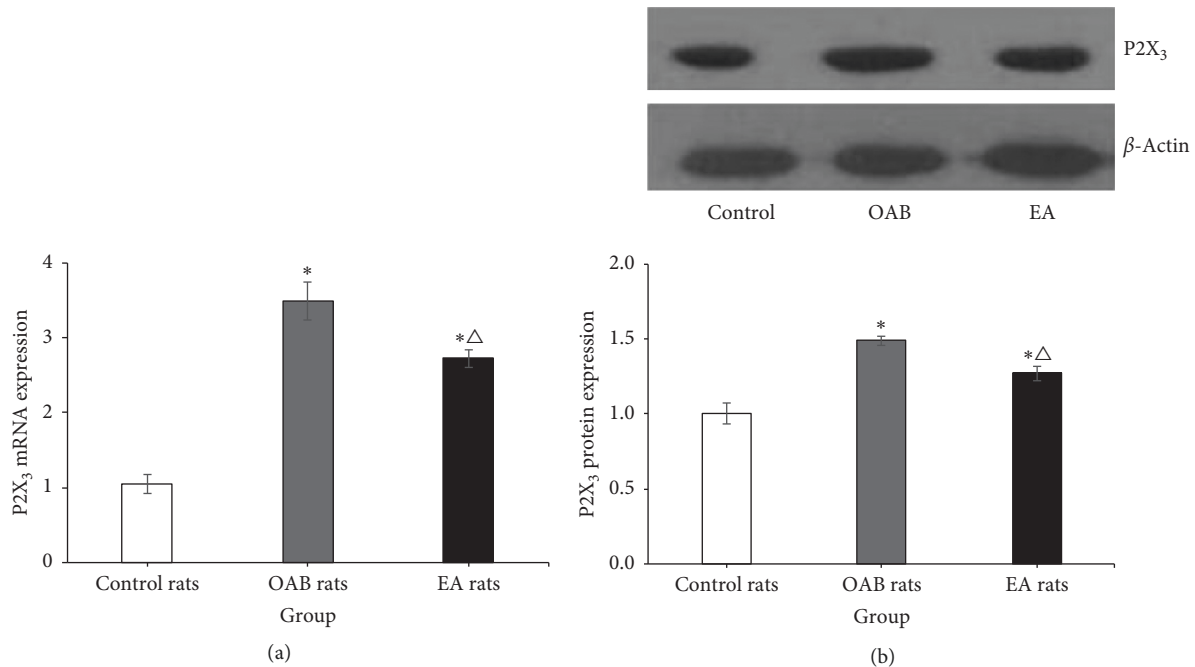 P2X₃
β-Actin
Control OAB EA
P2X₃ mRNA expression
4
3
2
1
0
*
*△
Control rats OAB rats EA rats
Group
(a)
P2X₃ protein expression
2.0
1.5
1.0
0.5
0.0
*
*△
Control rats OAB rats EA rats
Group
(b)